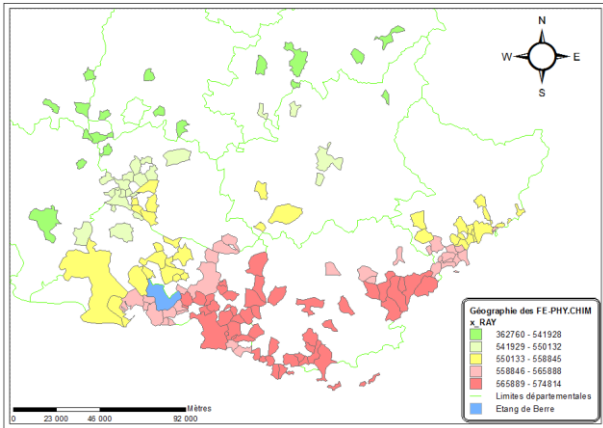 N
W E
S
Géographie des FE-PHY.CHIM
x_RAY
362760 - 541928
541929 - 550132
550133 - 558845
558846 - 565888
565889 - 574814
Limites départementales
Etang de Berre
Mètres
0 23 000 46 000 92 000